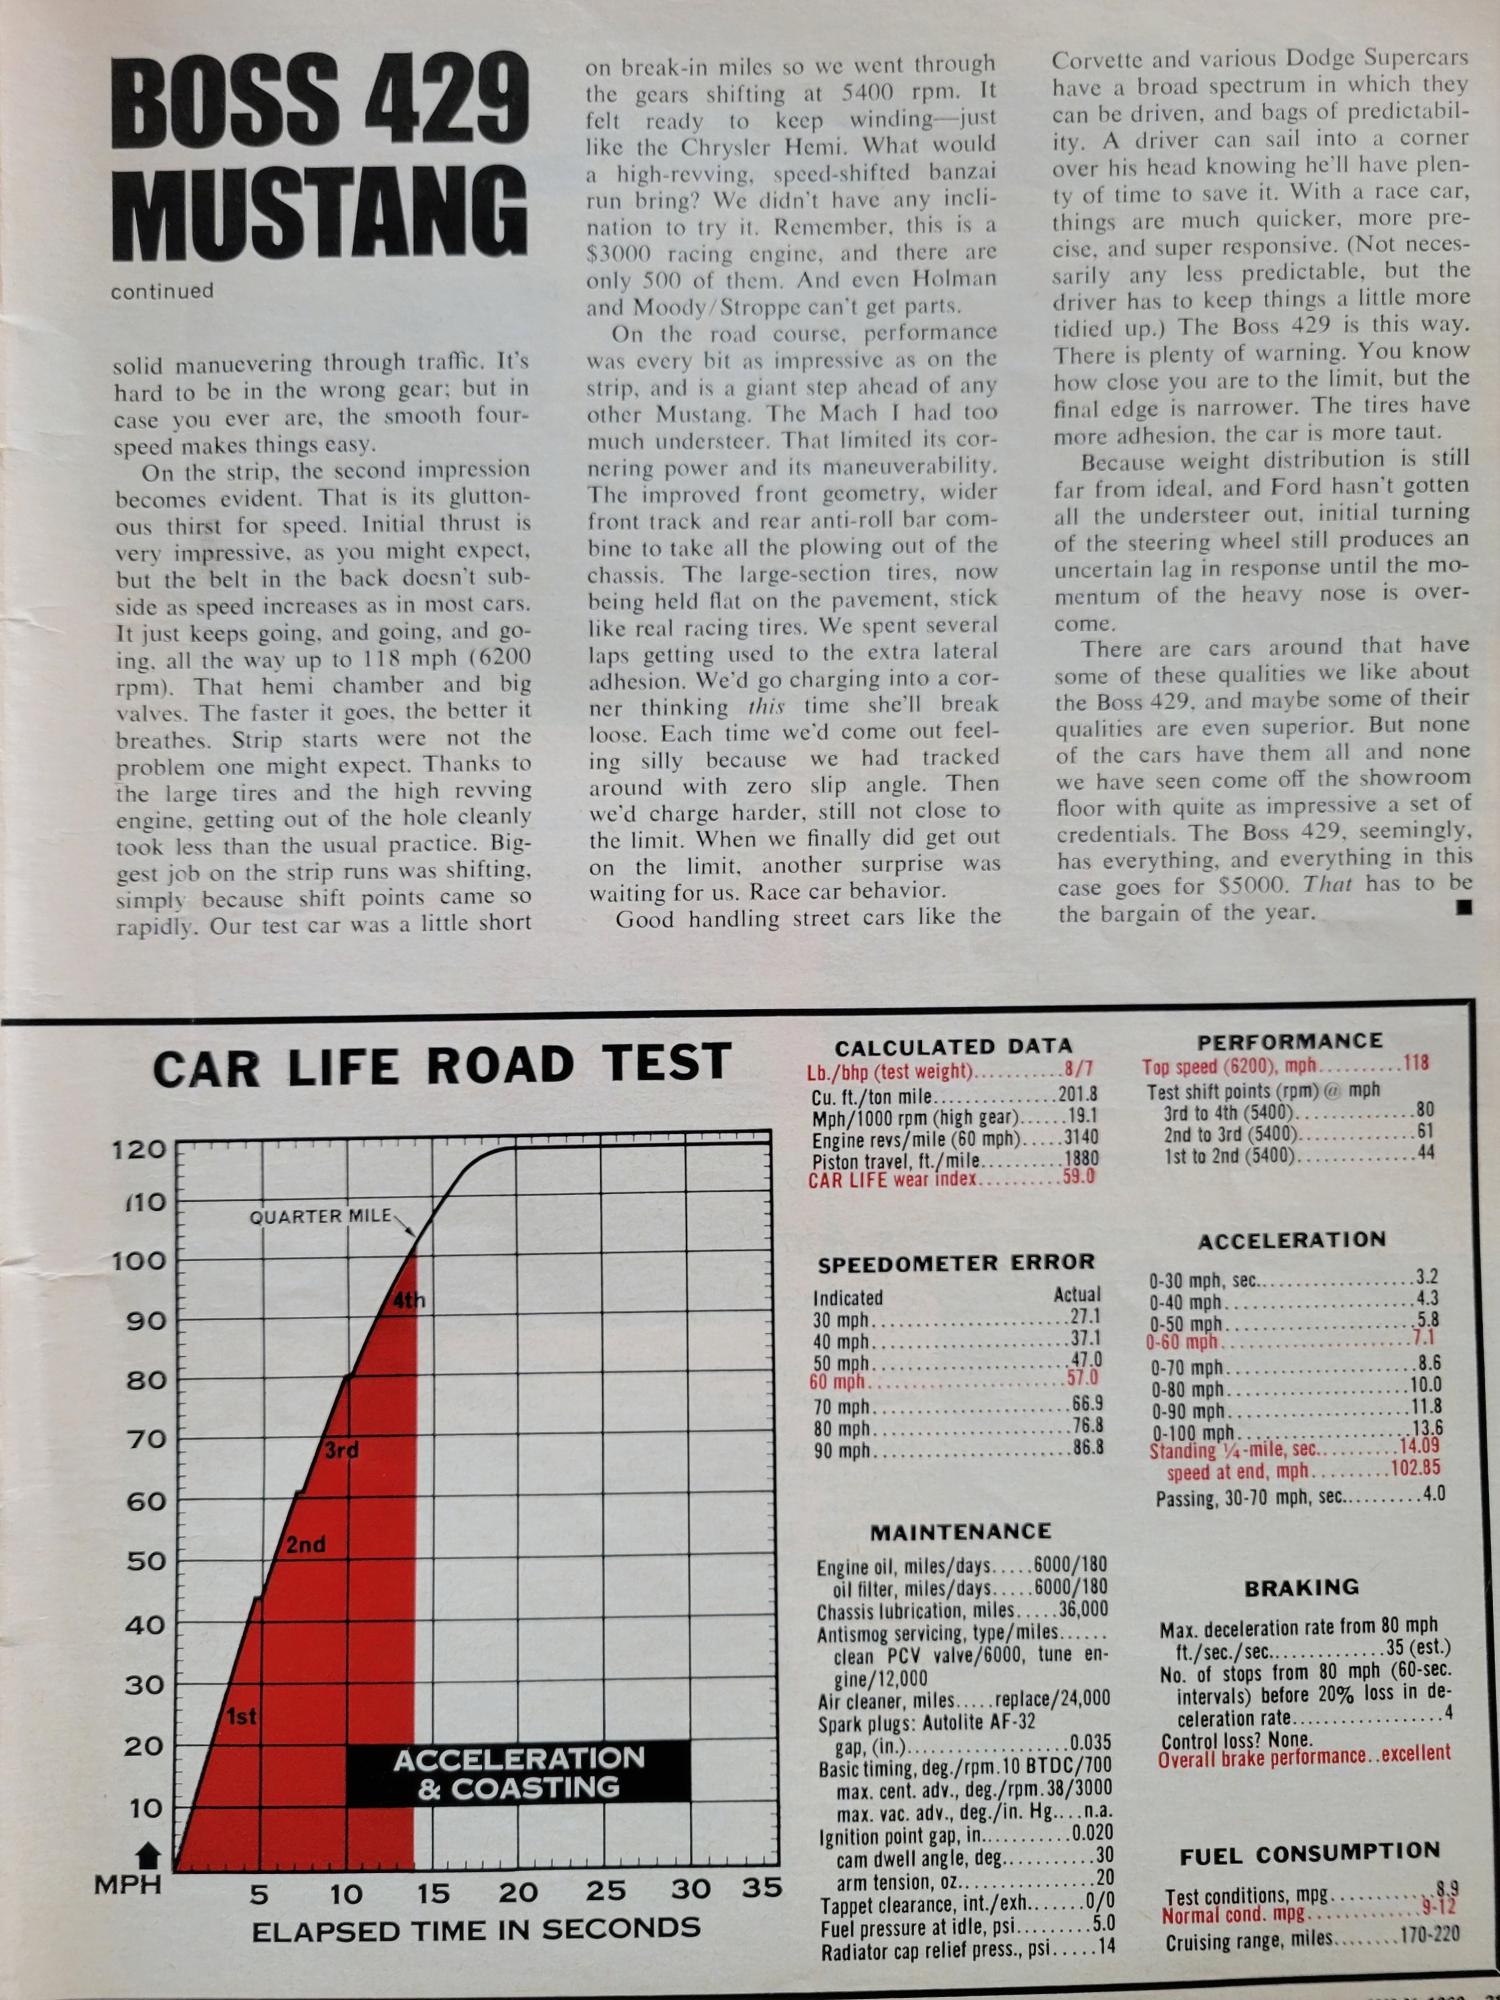 BOSS 429
MUSTANG
continued
solid manuevering through traffic. It's
hard to be in the wrong gear; but in
case you ever are, the smooth four-
speed makes things easy.
On the strip, the second impression
becomes evident. That is its glutton-
ous thirst for speed. Initial thrust is
very impressive, as you might expect,
but the belt in the back doesn't sub-
side as speed increases as in most cars.
It just keeps going, and going, and go-
ing, all the way up to 118 mph (6200
rpm). That hemi chamber and big
valves. The faster it goes, the better it
breathes. Strip starts were not the
problem one might expect. Thanks to
the large tires and the high revving
engine, getting out of the hole cleanly
took less than the usual practice. Big-
gest job on the strip runs was shifting,
simply because shift points came so
rapidly. Our test car was a little short
on break-in miles so we went through
the gears shifting at 5400 rpm. It
felt ready to keep winding—just
like the Chrysler Hemi. What would
a high-revving, speed-shifted banzai
run bring? We didn't have any incli-
nation to try it. Remember, this is a
$3000 racing engine, and there are
only 500 of them. And even Holman
and Moody/Stroppe can't get parts.
On the road course, performance
was every bit as impressive as on the
strip, and is a giant step ahead of any
other Mustang. The Mach I had too
much understeer. That limited its cor-
nering power and its maneuverability.
The improved front geometry, wider
front track and rear anti-roll bar com-
bine to take all the plowing out of the
chassis. The large-section tires, now
being held flat on the pavement, stick
like real racing tires. We spent several
laps getting used to the extra lateral
adhesion. We'd go charging into a cor-
ner thinking this time she'll break
loose. Each time we'd come out feel-
ing silly because we had tracked
around with zero slip angle. Then
we'd charge harder, still not close to
the limit. When we finally did get out
on the limit, another surprise was
waiting for us. Race car behavior.
Good handling street cars like the
Corvette and various Dodge Supercars
have a broad spectrum in which they
can be driven, and bags of predictabil-
ity. A driver can sail into a corner
over his head knowing he'll have plen-
ty of time to save it. With a race car,
things are much quicker, more pre-
cise, and super responsive. (Not neces-
sarily any less predictable, but the
driver has to keep things a little more
tidied up.) The Boss 429 is this way.
There is plenty of warning. You know
how close you are to the limit, but the
final edge is narrower. The tires have
more adhesion, the car is more taut.
Because weight distribution is still
far from ideal, and Ford hasn't gotten
all the understeer out, initial turning
of the steering wheel still produces an
uncertain lag in response until the mo-
mentum of the heavy nose is over-
come.
There are cars around that have
some of these qualities we like about
the Boss 429, and maybe some of their
qualities are even superior. But none
of the cars have them all and none
we have seen come off the showroom
floor with quite as impressive a set of
credentials. The Boss 429, seemingly,
has everything, and everything in this
case goes for $5000. That has to be
the bargain of the year. ■
CAR LIFE ROAD TEST
120
110
100
90
80
70
60
50
40
30
20
10
MPH
QUARTER MILE
4th
3rd
2nd
1st
ACCELERATION
& COASTING
5 10 15 20 25 30 35
ELAPSED TIME IN SECONDS
CALCULATED DATA
Lb./bhp (test weight)...........8/7
Cu. ft./ton mile...............201.8
Mph/1000 rpm (high gear)......19.1
Engine revs/mile (60 mph).....3140
Piston travel, ft./mile..........1880
CAR LIFE wear index..........59.0
SPEEDOMETER ERROR
Indicated Actual
30 mph........................27.1
40 mph........................37.1
50 mph........................47.0
60 mph........................57.0
70 mph........................66.9
80 mph........................76.8
90 mph........................86.8
MAINTENANCE
Engine oil, miles/days.....6000/180
oil filter, miles/days.....6000/180
Chassis lubrication, miles.....36,000
Antismog servicing, type/miles......
clean PCV valve/6000, tune en-
gine/12,000
Air cleaner, miles.....replace/24,000
Spark plugs: Autolite AF-32
gap, (in.)....................0.035
Basic timing, deg./rpm.10 BTDC/700
max. cent. adv., deg./rpm.38/3000
max. vac. adv., deg./in. Hg....n.a.
Ignition point gap, in...........0.020
cam dwell angle, deg...........30
arm tension, oz.................20
Tappet clearance, int./exh.......0/0
Fuel pressure at idle, psi.........5.0
Radiator cap relief press., psi.....14
PERFORMANCE
Top speed (6200), mph..........118
Test shift points (rpm) @ mph
3rd to 4th (5400)..............80
2nd to 3rd (5400)..............61
1st to 2nd (5400)..............44
ACCELERATION
0-30 mph, sec..................3.2
0-40 mph......................4.3
0-50 mph......................5.8
0-60 mph......................7.1
0-70 mph......................8.6
0-80 mph.....................10.0
0-90 mph.....................11.8
0-100 mph....................13.6
Standing ¼-mile, sec..........14.09
speed at end, mph.........102.85
Passing, 30-70 mph, sec..........4.0
BRAKING
Max. deceleration rate from 80 mph
ft./sec./sec.............35 (est.)
No. of stops from 80 mph (60-sec.
intervals) before 20% loss in de-
celeration rate..................4
Control loss? None.
Overall brake performance..excellent
FUEL CONSUMPTION
Test conditions, mpg............8.9
Normal cond. mpg.............9-12
Cruising range, miles........170-220